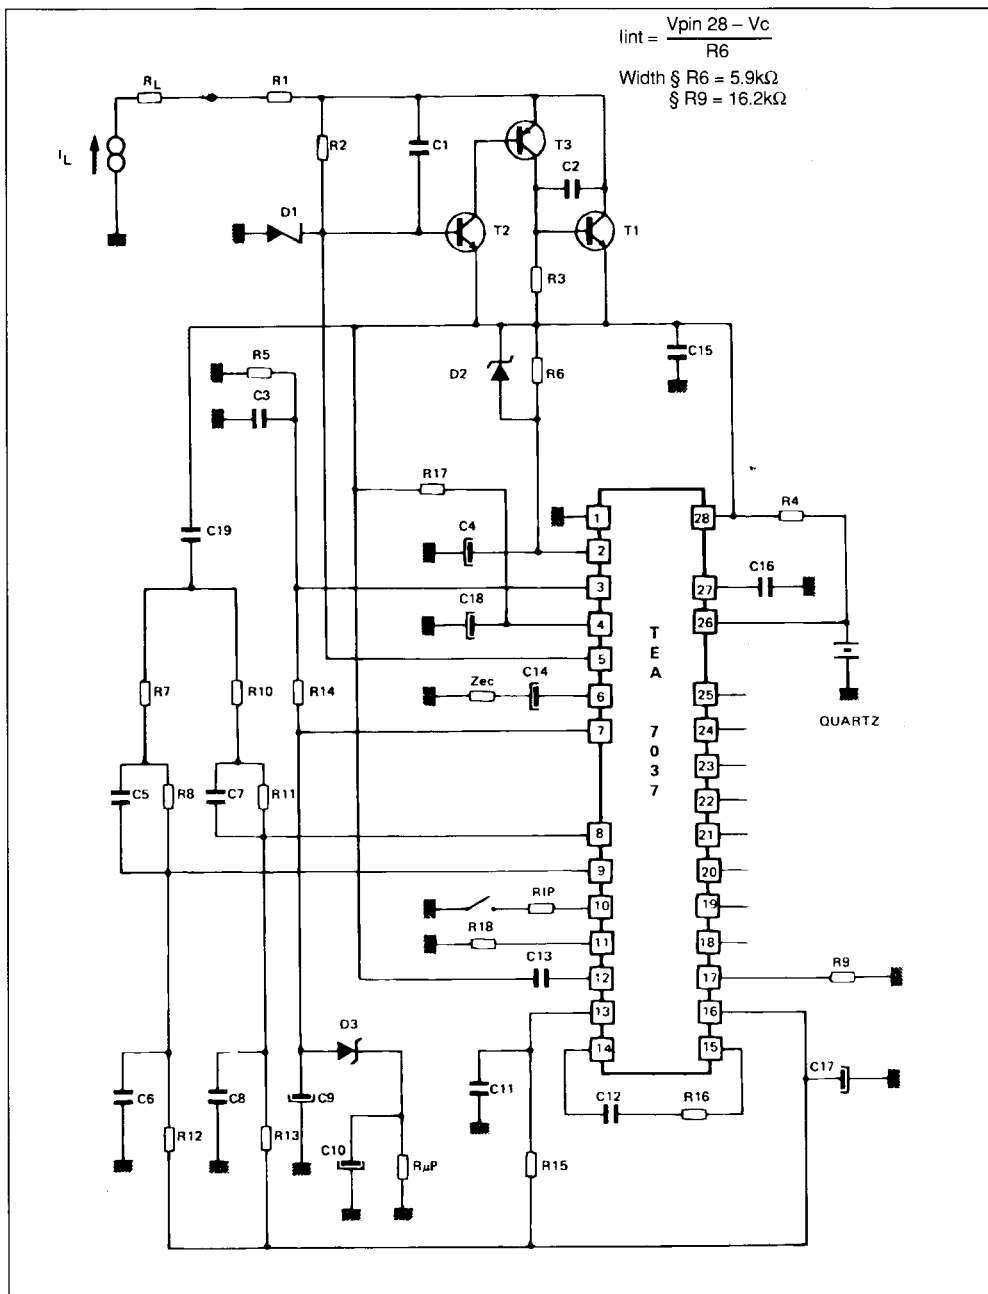 Iint = Vpin 28 – Vc
R6
Width § R6 = 5.9kΩ
§ R9 = 16.2kΩ
RL
R1
IL
R2
C1
T3
C2
D1
T2
T1
R3
R5
D2
R6
C15
C3
R17
C19
C4
C18
R4
C16
R7
R10
R14
Zec
C14
QUARTZ
C5
R8
C7
R11
RIP
R18
C13
R9
D3
C6
C8
C9
C11
C12
R16
C17
R12
R13
C10
RμP
R15
TEA 7037
1
2
3
4
5
6
7
8
9
10
11
12
13
14
28
27
26
25
24
23
22
21
20
19
18
17
16
15